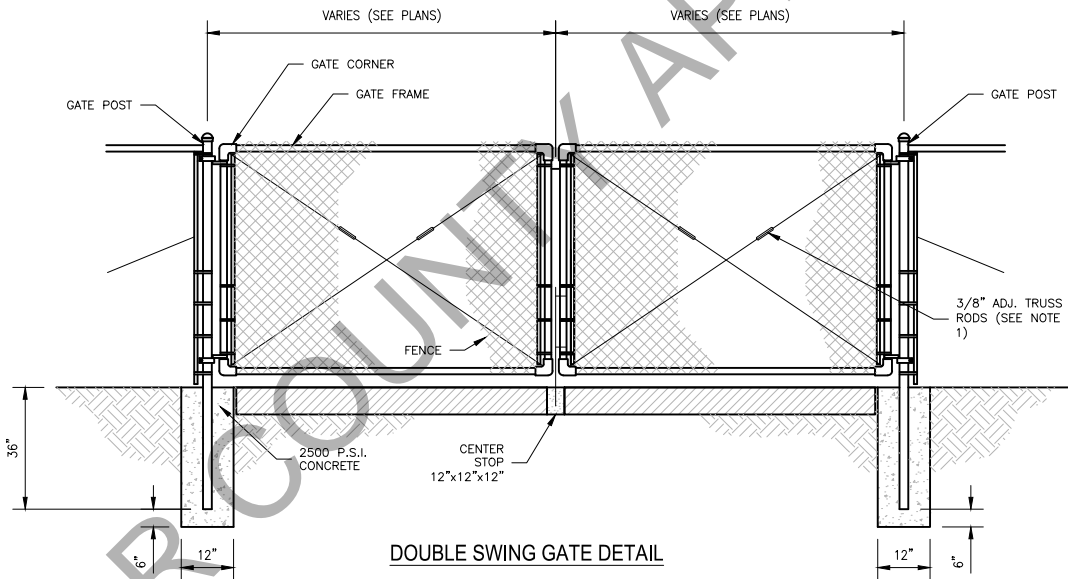 VARIES (SEE PLANS)
VARIES (SEE PLANS)
GATE CORNER
GATE FRAME
GATE POST
GATE POST
3/8" ADJ. TRUSS
RODS (SEE NOTE
1)
FENCE
36"
2500 P.S.I.
CONCRETE
CENTER
STOP
12"x12"x12"
6"
12"
12"
6"
DOUBLE SWING GATE DETAIL
R COUNTY AP